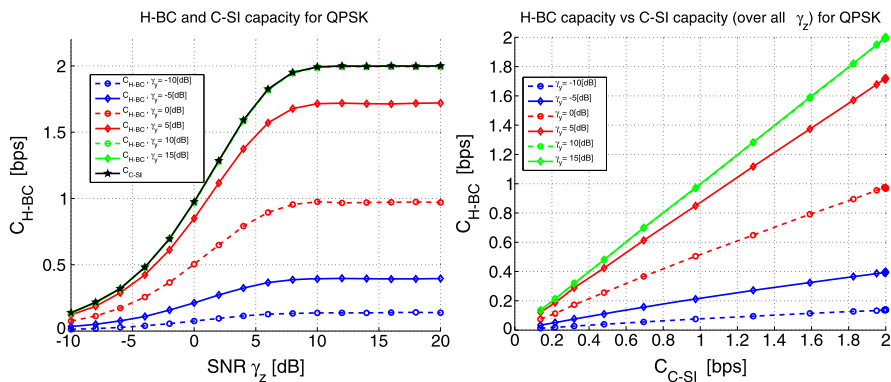 H-BC and C-SI capacity for QPSK
C_H-BC [bps]
2
1.5
1
0.5
0
C_H-BC, γ_y= -10[dB]
C_H-BC, γ_y= -5[dB]
C_H-BC, γ_y= 0[dB]
C_H-BC, γ_y= 5[dB]
C_H-BC, γ_y= 10[dB]
C_H-BC, γ_y= 15[dB]
C_C-SI
-10 -5 0 5 10 15 20
SNR γ_z [dB]
H-BC capacity vs C-SI capacity (over all γ_z) for QPSK
C_H-BC [bps]
2
1.8
1.6
1.4
1.2
1
0.8
0.6
0.4
0.2
0
γ_y= -10[dB]
γ_y= -5[dB]
γ_y= 0[dB]
γ_y= 5[dB]
γ_y= 10[dB]
γ_y= 15[dB]
0 0.2 0.4 0.6 0.8 1 1.2 1.4 1.6 1.8 2
C_C-SI [bps]